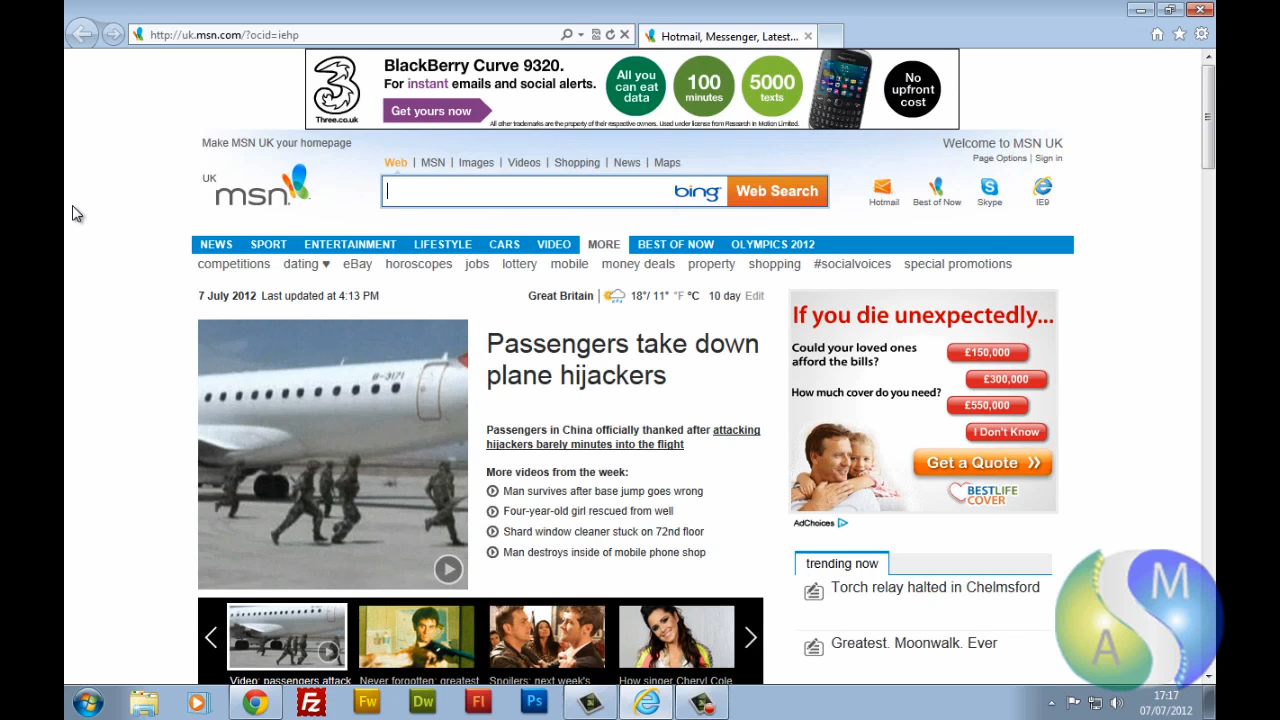 http://uk.msn.com/?ocid=iehp
Hotmail, Messenger, Latest...
Three.co.uk
BlackBerry Curve 9320.
For instant emails and social alerts.
Get yours now
All you can eat data
100 minutes
5000 texts
No upfront cost
All other trademarks are the property of their respective owners. Used under license from Research in Motion Limited.
Make MSN UK your homepage
Welcome to MSN UK
Page Options | Sign in
Web | MSN | Images | Videos | Shopping | News | Maps
UK
msn
bing
Web Search
Hotmail
Best of Now
Skype
IE9
NEWS SPORT ENTERTAINMENT LIFESTYLE CARS VIDEO MORE BEST OF NOW OLYMPICS 2012
competitions dating ♥ eBay horoscopes jobs lottery mobile money deals property shopping #socialvoices special promotions
7 July 2012 Last updated at 4:13 PM
Great Britain | 18°/ 11° °F °C 10 day Edit
B-3171
Passengers take down
plane hijackers
Passengers in China officially thanked after attacking
hijackers barely minutes into the flight
More videos from the week:
Man survives after base jump goes wrong
Four-year-old girl rescued from well
Shard window cleaner stuck on 72nd floor
Man destroys inside of mobile phone shop
If you die unexpectedly...
Could your loved ones
afford the bills?
How much cover do you need?
£150,000
£300,000
£550,000
I Don't Know
Get a Quote
BESTLIFE
COVER
AdChoices
trending now
Torch relay halted in Chelmsford
Greatest. Moonwalk. Ever
Video: passengers attack
Never forgotten: greatest
Spoilers: next week's
How singer Cheryl Cole
A S M
Fz
Fw
Dw
Fl
Ps
17:17
07/07/2012